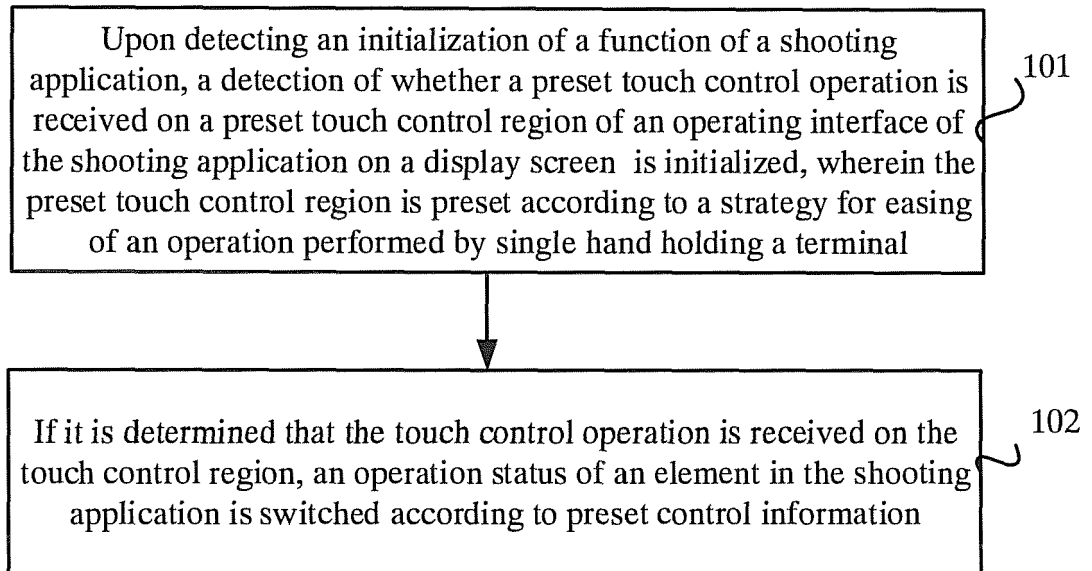 Upon detecting an initialization of a function of a shooting
application, a detection of whether a preset touch control operation is
received on a preset touch control region of an operating interface of
the shooting application on a display screen is initialized, wherein the
preset touch control region is preset according to a strategy for easing
of an operation performed by single hand holding a terminal
101
If it is determined that the touch control operation is received on the
touch control region, an operation status of an element in the shooting
application is switched according to preset control information
102